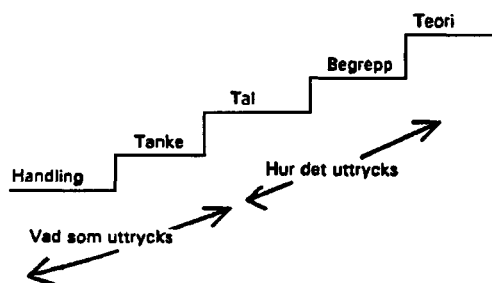 Teori
Begrepp
Tal
Tanke
Handling
Hur det uttrycks
Vad som uttrycks